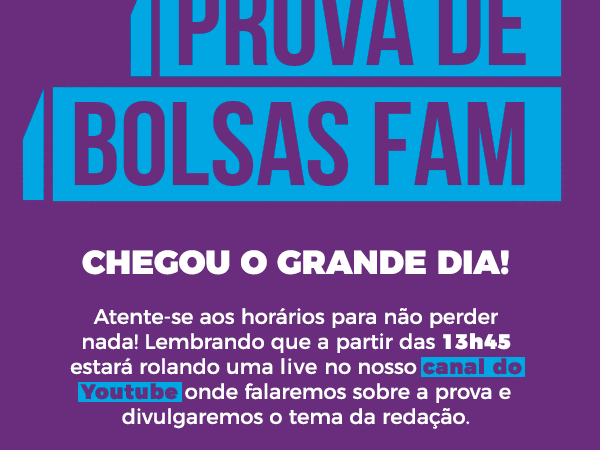 PROVA DE
BOLSAS FAM
CHEGOU O GRANDE DIA!
Atente-se aos horários para não perder
nada! Lembrando que a partir das 13h45
estará rolando uma live no nosso canal do
Youtube onde falaremos sobre a prova e
divulgaremos o tema da redação.